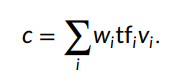 c = ∑ᵢ wᵢtfᵢvᵢ.